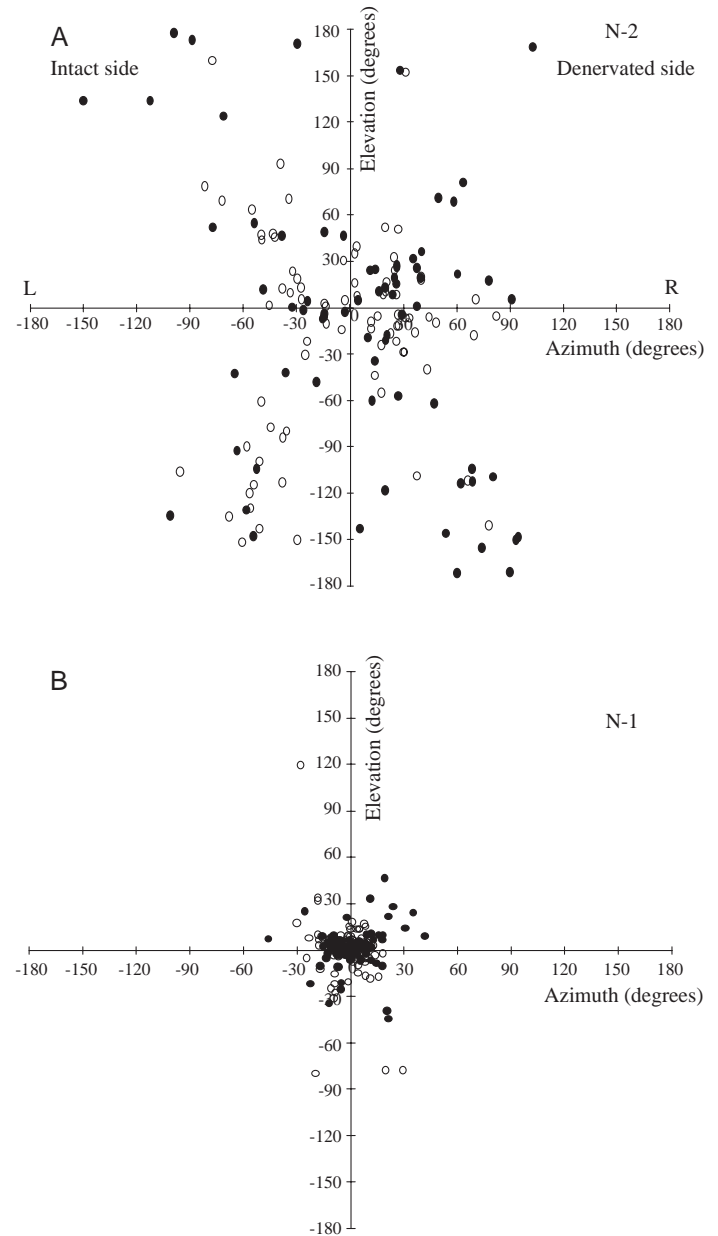 A
N-2
Intact side
Denervated side
180
150
120
90
60
30
Elevation (degrees)
L
R
-180 -150 -120 -90 -60 -30 30 60 90 120 150 180
Azimuth (degrees)
-30
-60
-90
-120
-150
-180
B
N-1
180
150
120
90
60
30
Elevation (degrees)
-180 -150 -120 -90 -60 -30 30 60 90 120 150 180
Azimuth (degrees)
-30
-60
-90
-120
-150
-180